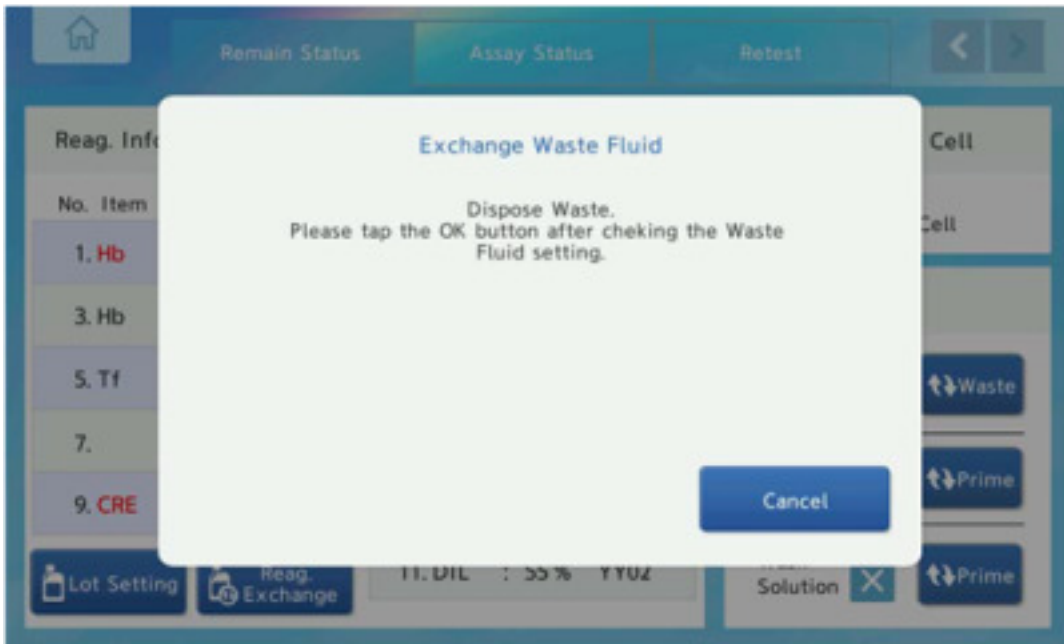 Remain Status
Assay Status
Retest
Exchange Waste Fluid
Dispose Waste.
Please tap the OK button after cheking the Waste
Fluid setting.
Cancel
Reag.
No. Item
1. Hb
3. Hb
5. Tf
7.
9. CRE
Lot Setting
Reag.
Exchange
11. DIL : 55 % YY02
Cell
Cell
Waste
Prime
Solution
Prime